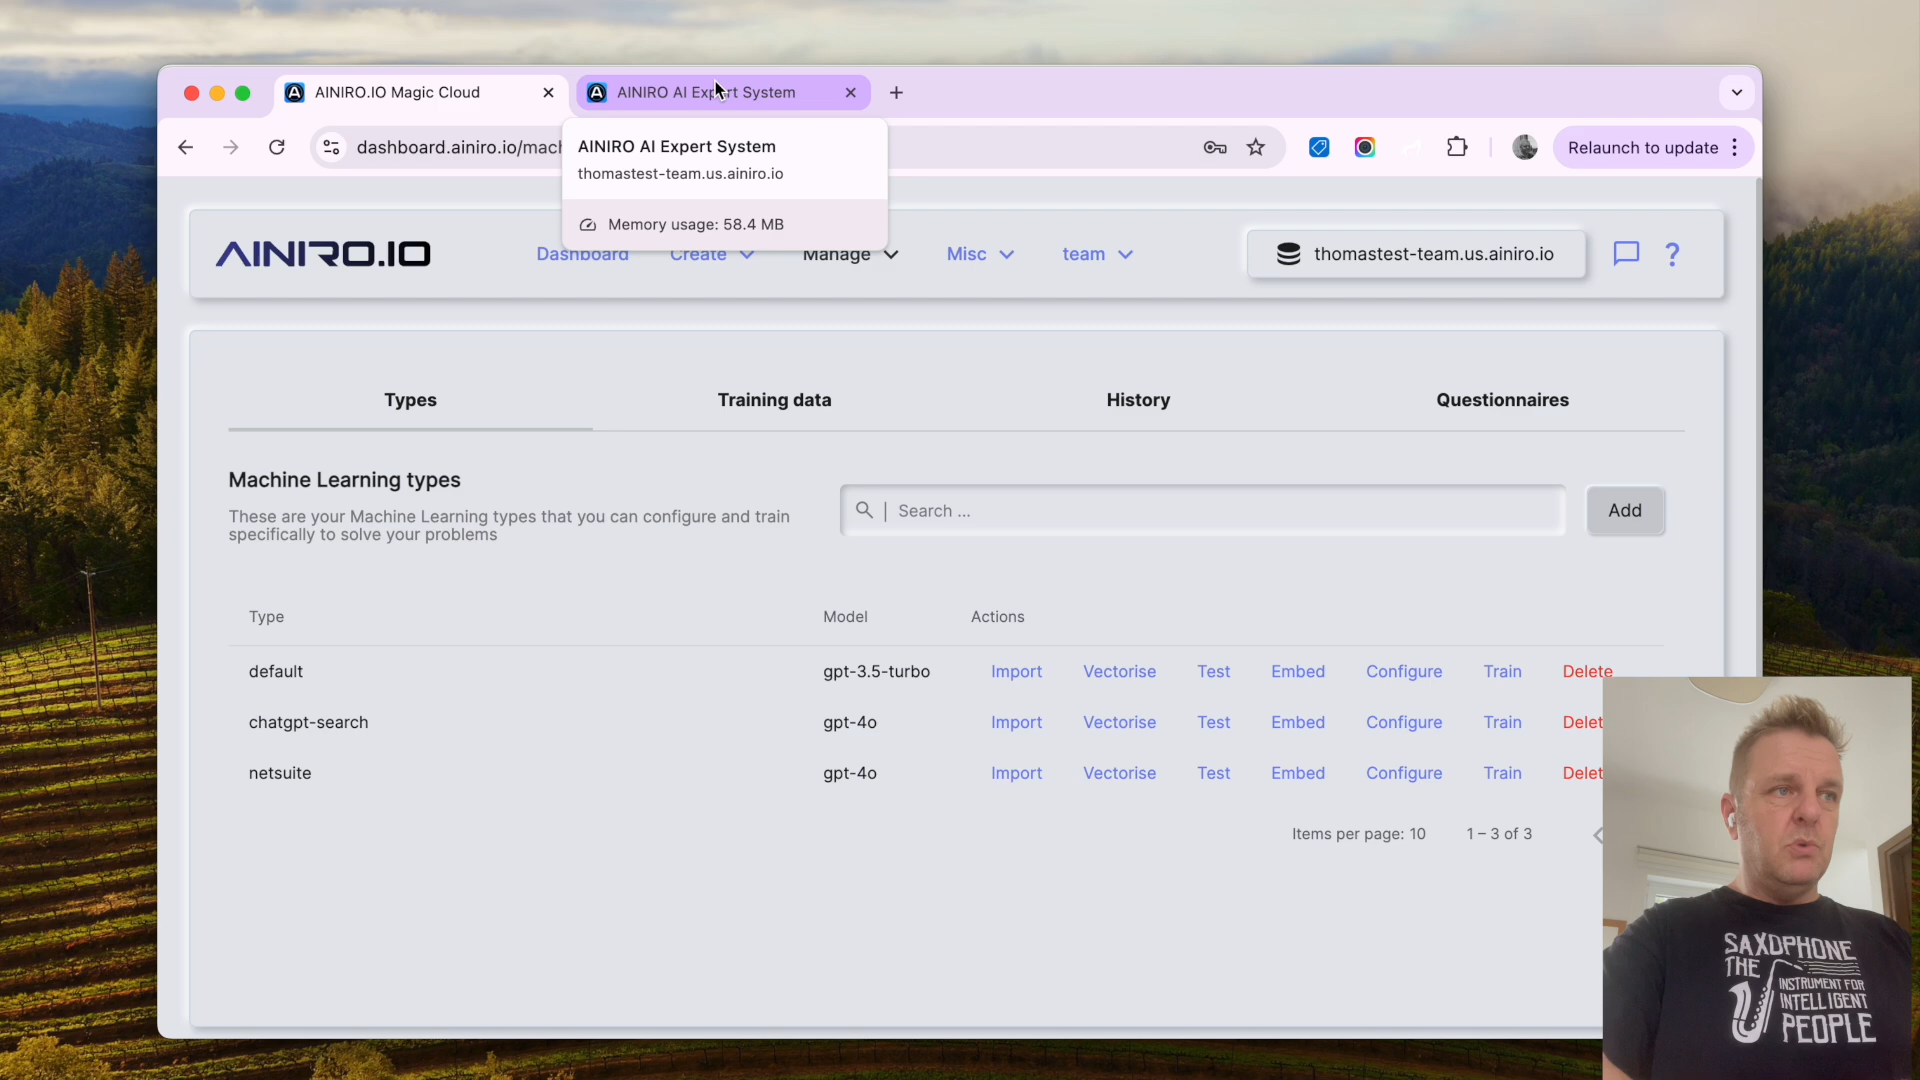 AINIRO.IO Magic Cloud
AINIRO AI Expert System
dashboard.ainiro.io/mach
Relaunch to update
AINIRO AI Expert System
thomastest-team.us.ainiro.io
Memory usage: 58.4 MB
AINIRO.IO
Dashboard
Create
Manage
Misc
team
thomastest-team.us.ainiro.io
?
Types
Training data
History
Questionnaires
Machine Learning types
These are your Machine Learning types that you can configure and train
specifically to solve your problems
Search ...
Add
Type Model Actions
default gpt-3.5-turbo Import Vectorise Test Embed Configure Train Delete
chatgpt-search gpt-4o Import Vectorise Test Embed Configure Train Delet
netsuite gpt-4o Import Vectorise Test Embed Configure Train Delet
Items per page: 10 1 – 3 of 3
SAXOPHONE
THE
INSTRUMENT FOR
INTELLIGENT
PEOPLE